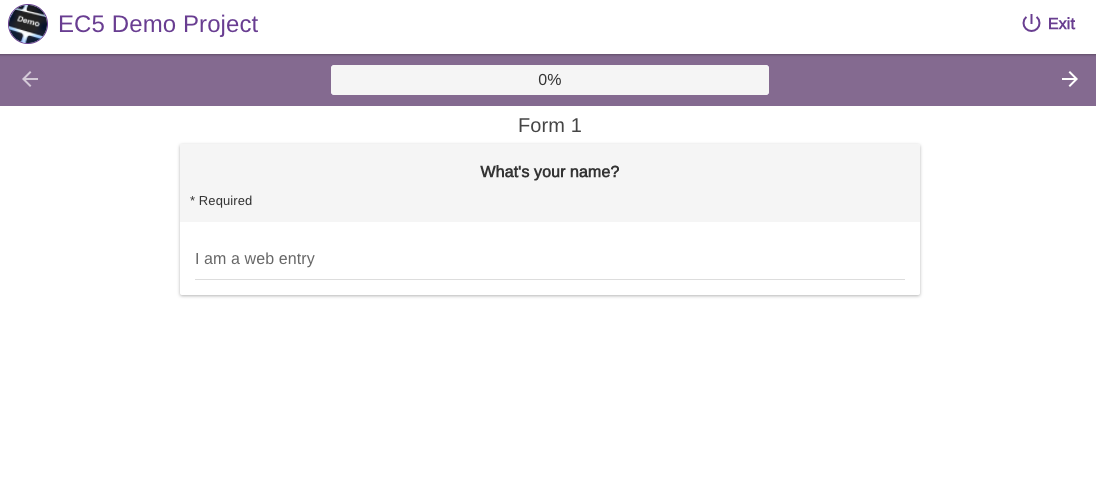 Demo
EC5 Demo Project
Exit
0%
Form 1
What's your name?
* Required
I am a web entry